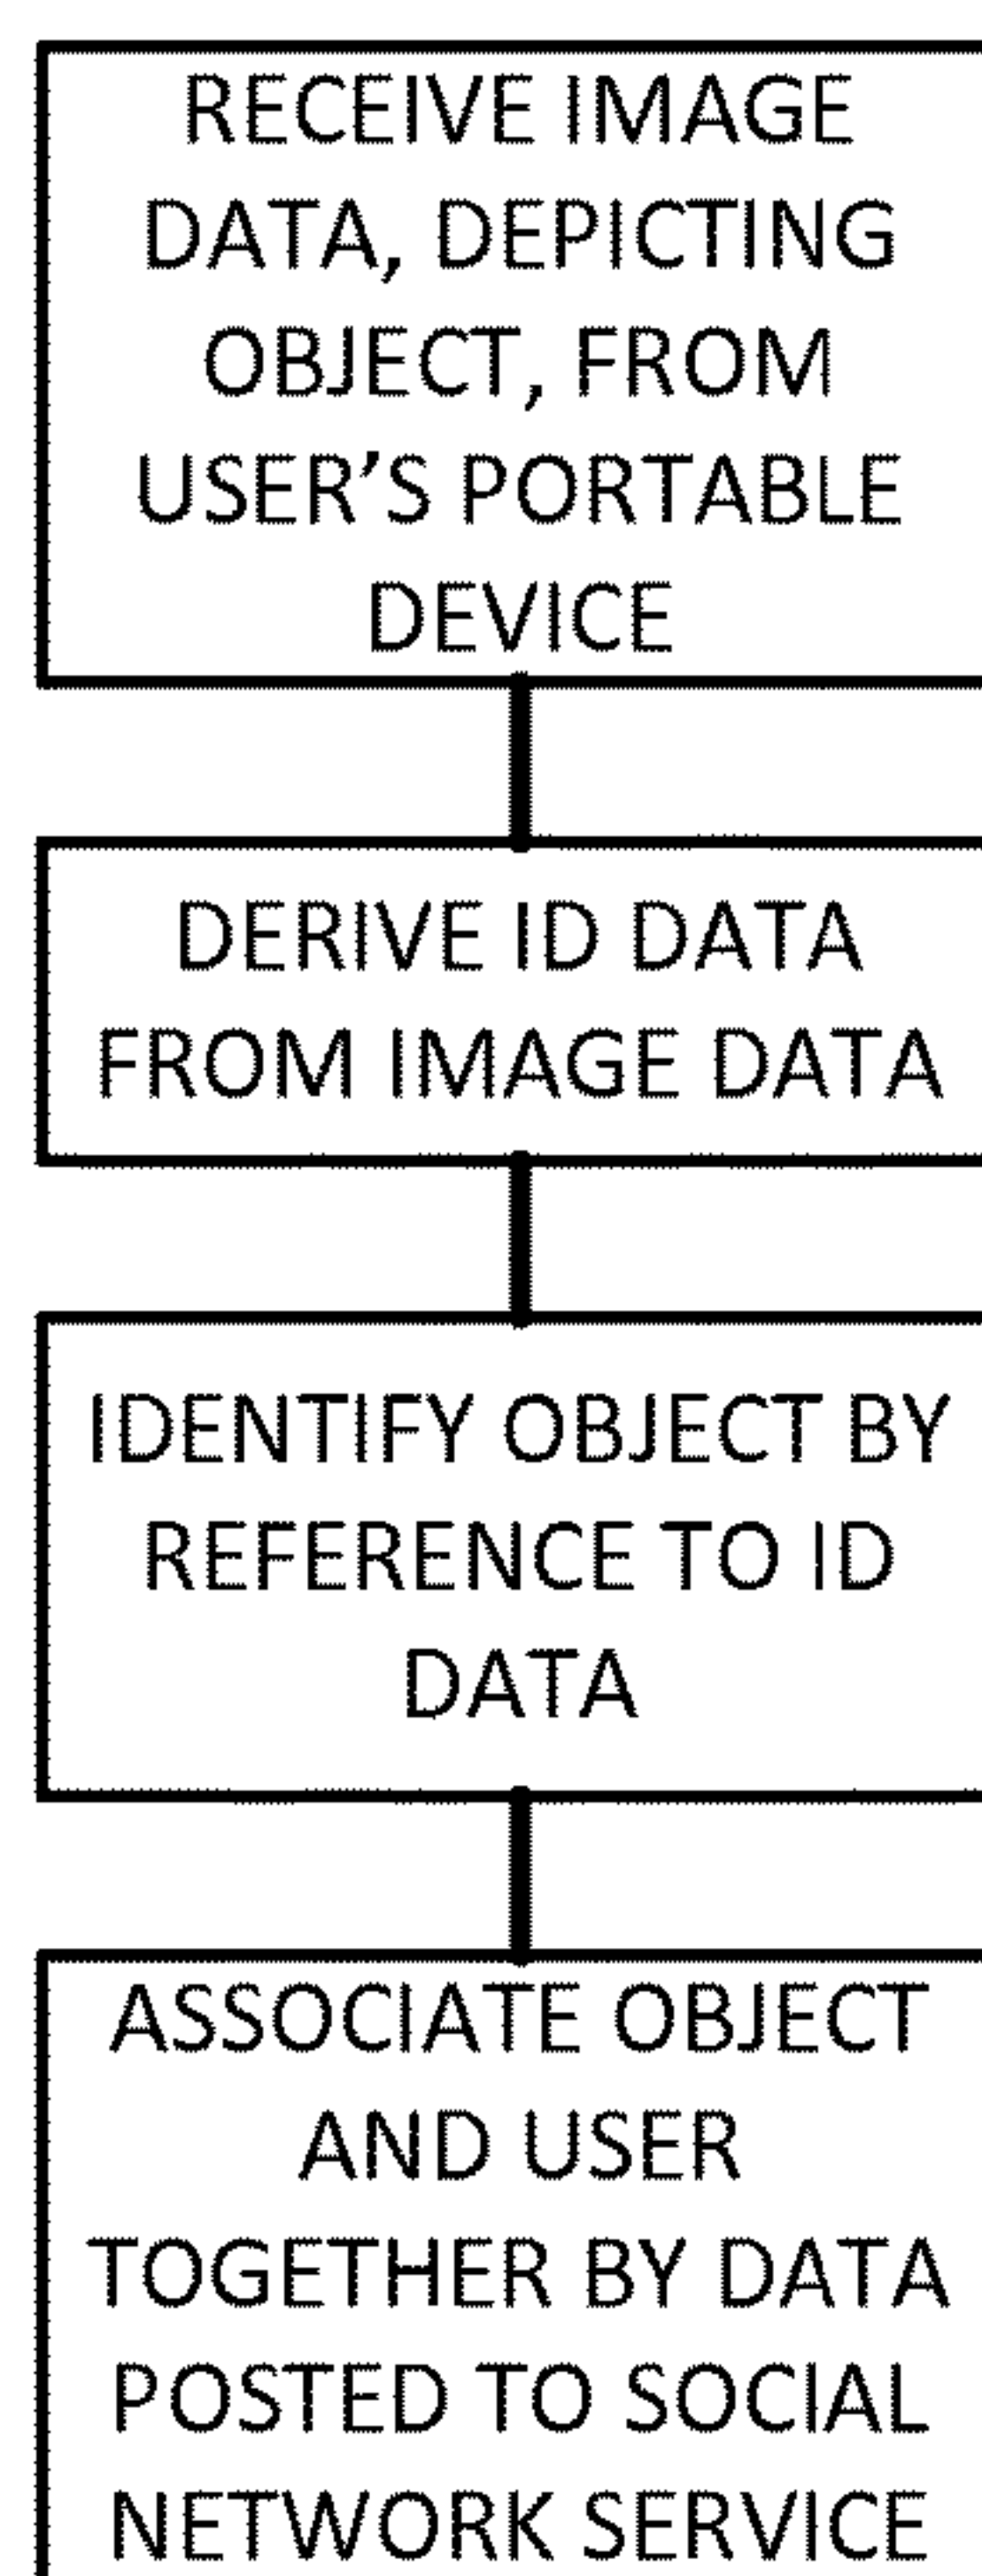 RECEIVE IMAGE
DATA, DEPICTING
OBJECT, FROM
USER’S PORTABLE
DEVICE
DERIVE ID DATA
FROM IMAGE DATA
IDENTIFY OBJECT BY
REFERENCE TO ID
DATA
ASSOCIATE OBJECT
AND USER
TOGETHER BY DATA
POSTED TO SOCIAL
NETWORK SERVICE